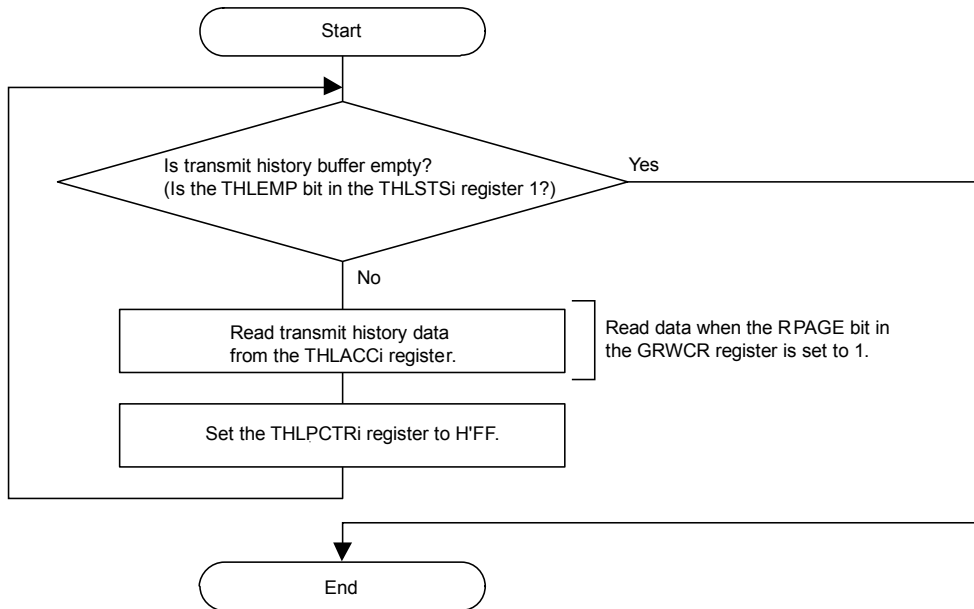 Start
Is transmit history buffer empty?
(Is the THLEMP bit in the THLSTSi register 1?)
Yes
No
Read transmit history data
from the THLACCi register.
Read data when the RPAGE bit in
the GRWCR register is set to 1.
Set the THLPCTRi register to H'FF.
End